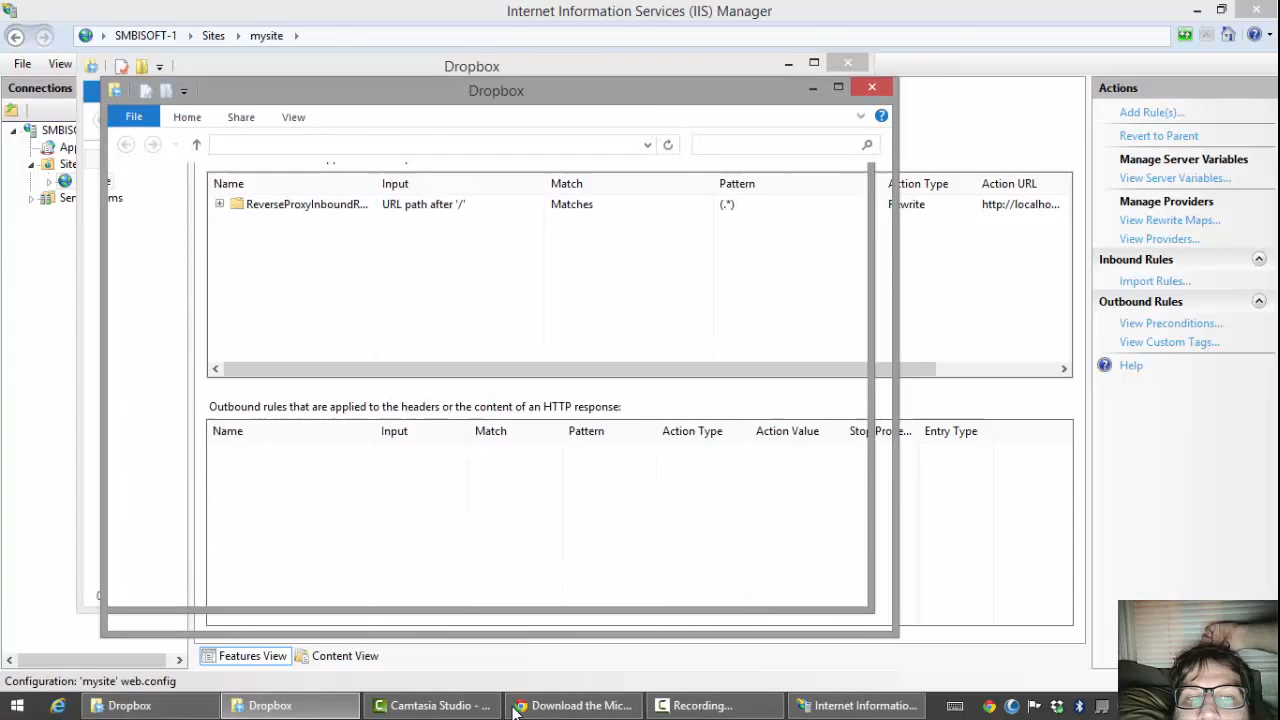 Internet Information Services (IIS) Manager
SMBISOFT-1 Sites mysite
File View Dropbox
Connections Dropbox Actions
File Home Share View
Add Rule(s)...
Revert to Parent
Manage Server Variables
View Server Variables...
Manage Providers
View Rewrite Maps...
View Providers...
Inbound Rules
Import Rules...
Outbound Rules
View Preconditions...
View Custom Tags...
Help
Name Input Match Pattern Action Type Action URL
ReverseProxyInboundR... URL path after '/' Matches (.*) Rewrite http://localho...
Outbound rules that are applied to the headers or the content of an HTTP response:
Name Input Match Pattern Action Type Action Value Stop Proce... Entry Type
Features View Content View
Configuration: 'mysite' web.config
Dropbox Dropbox Camtasia Studio - ... Download the Mic... Recording... Internet Informatio...